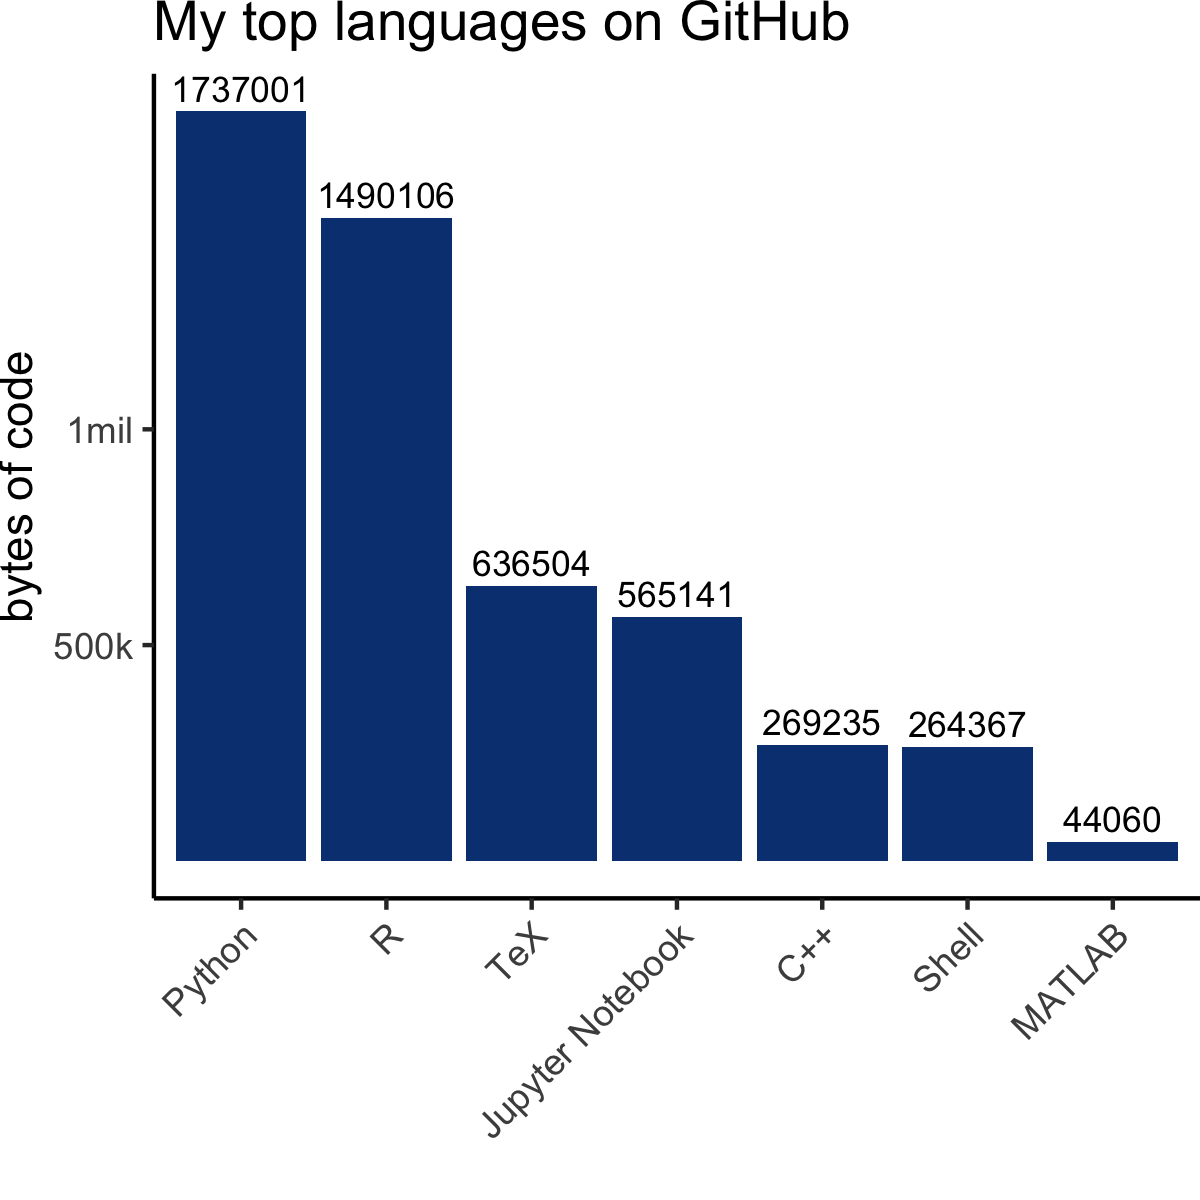 My top languages on GitHub
1737001
1490106
636504
565141
269235
264367
44060
bytes of code
1mil
500k
Python
R
TeX
Jupyter Notebook
C++
Shell
MATLAB